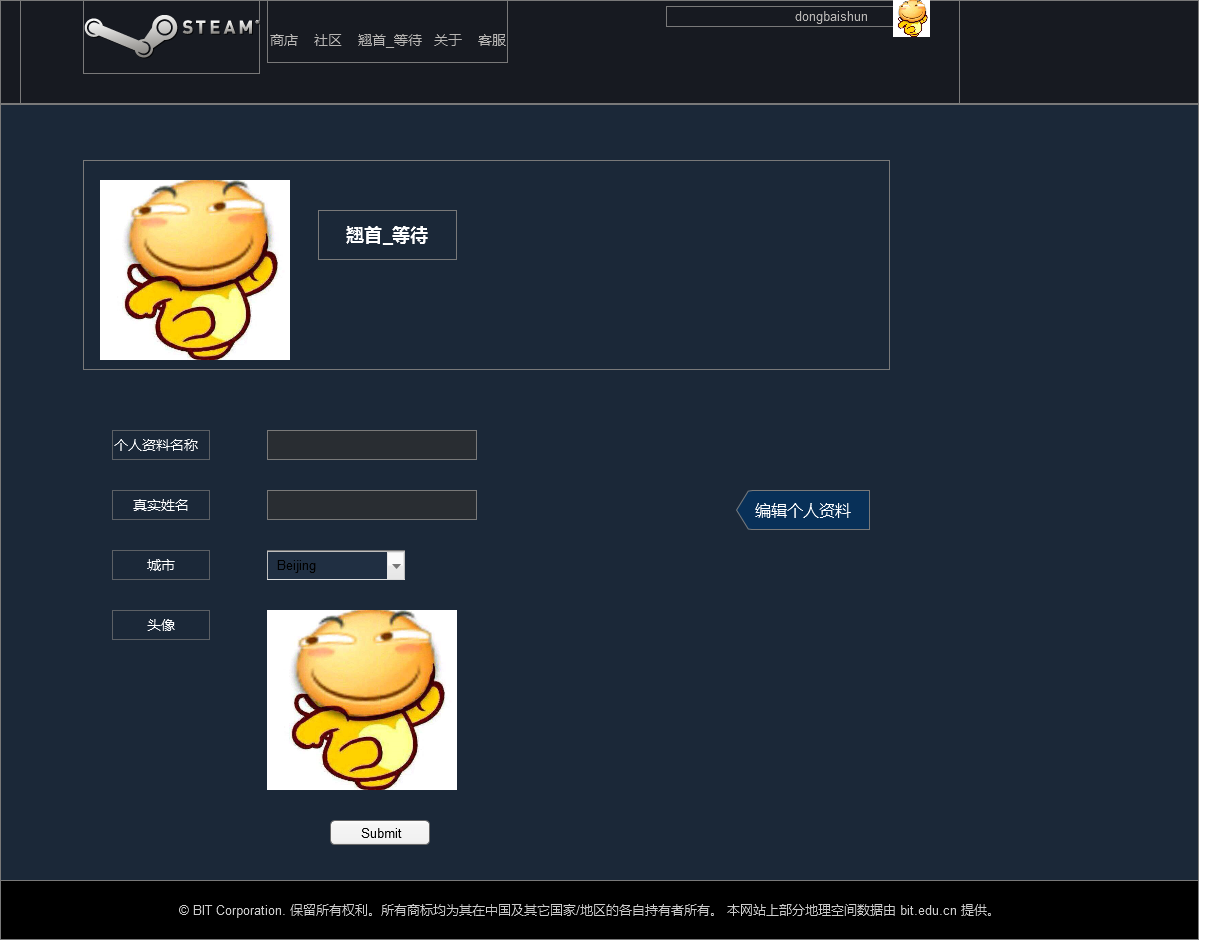 STEAM
商店 社区 翘首_等待 关于 客服
dongbaishun
翘首_等待
个人资料名称
真实姓名
编辑个人资料
城市
Beijing
头像
Submit
© BIT Corporation. 保留所有权利。所有商标均为其在中国及其它国家/地区的各自持有者所有。 本网站上部分地理空间数据由 bit.edu.cn 提供。